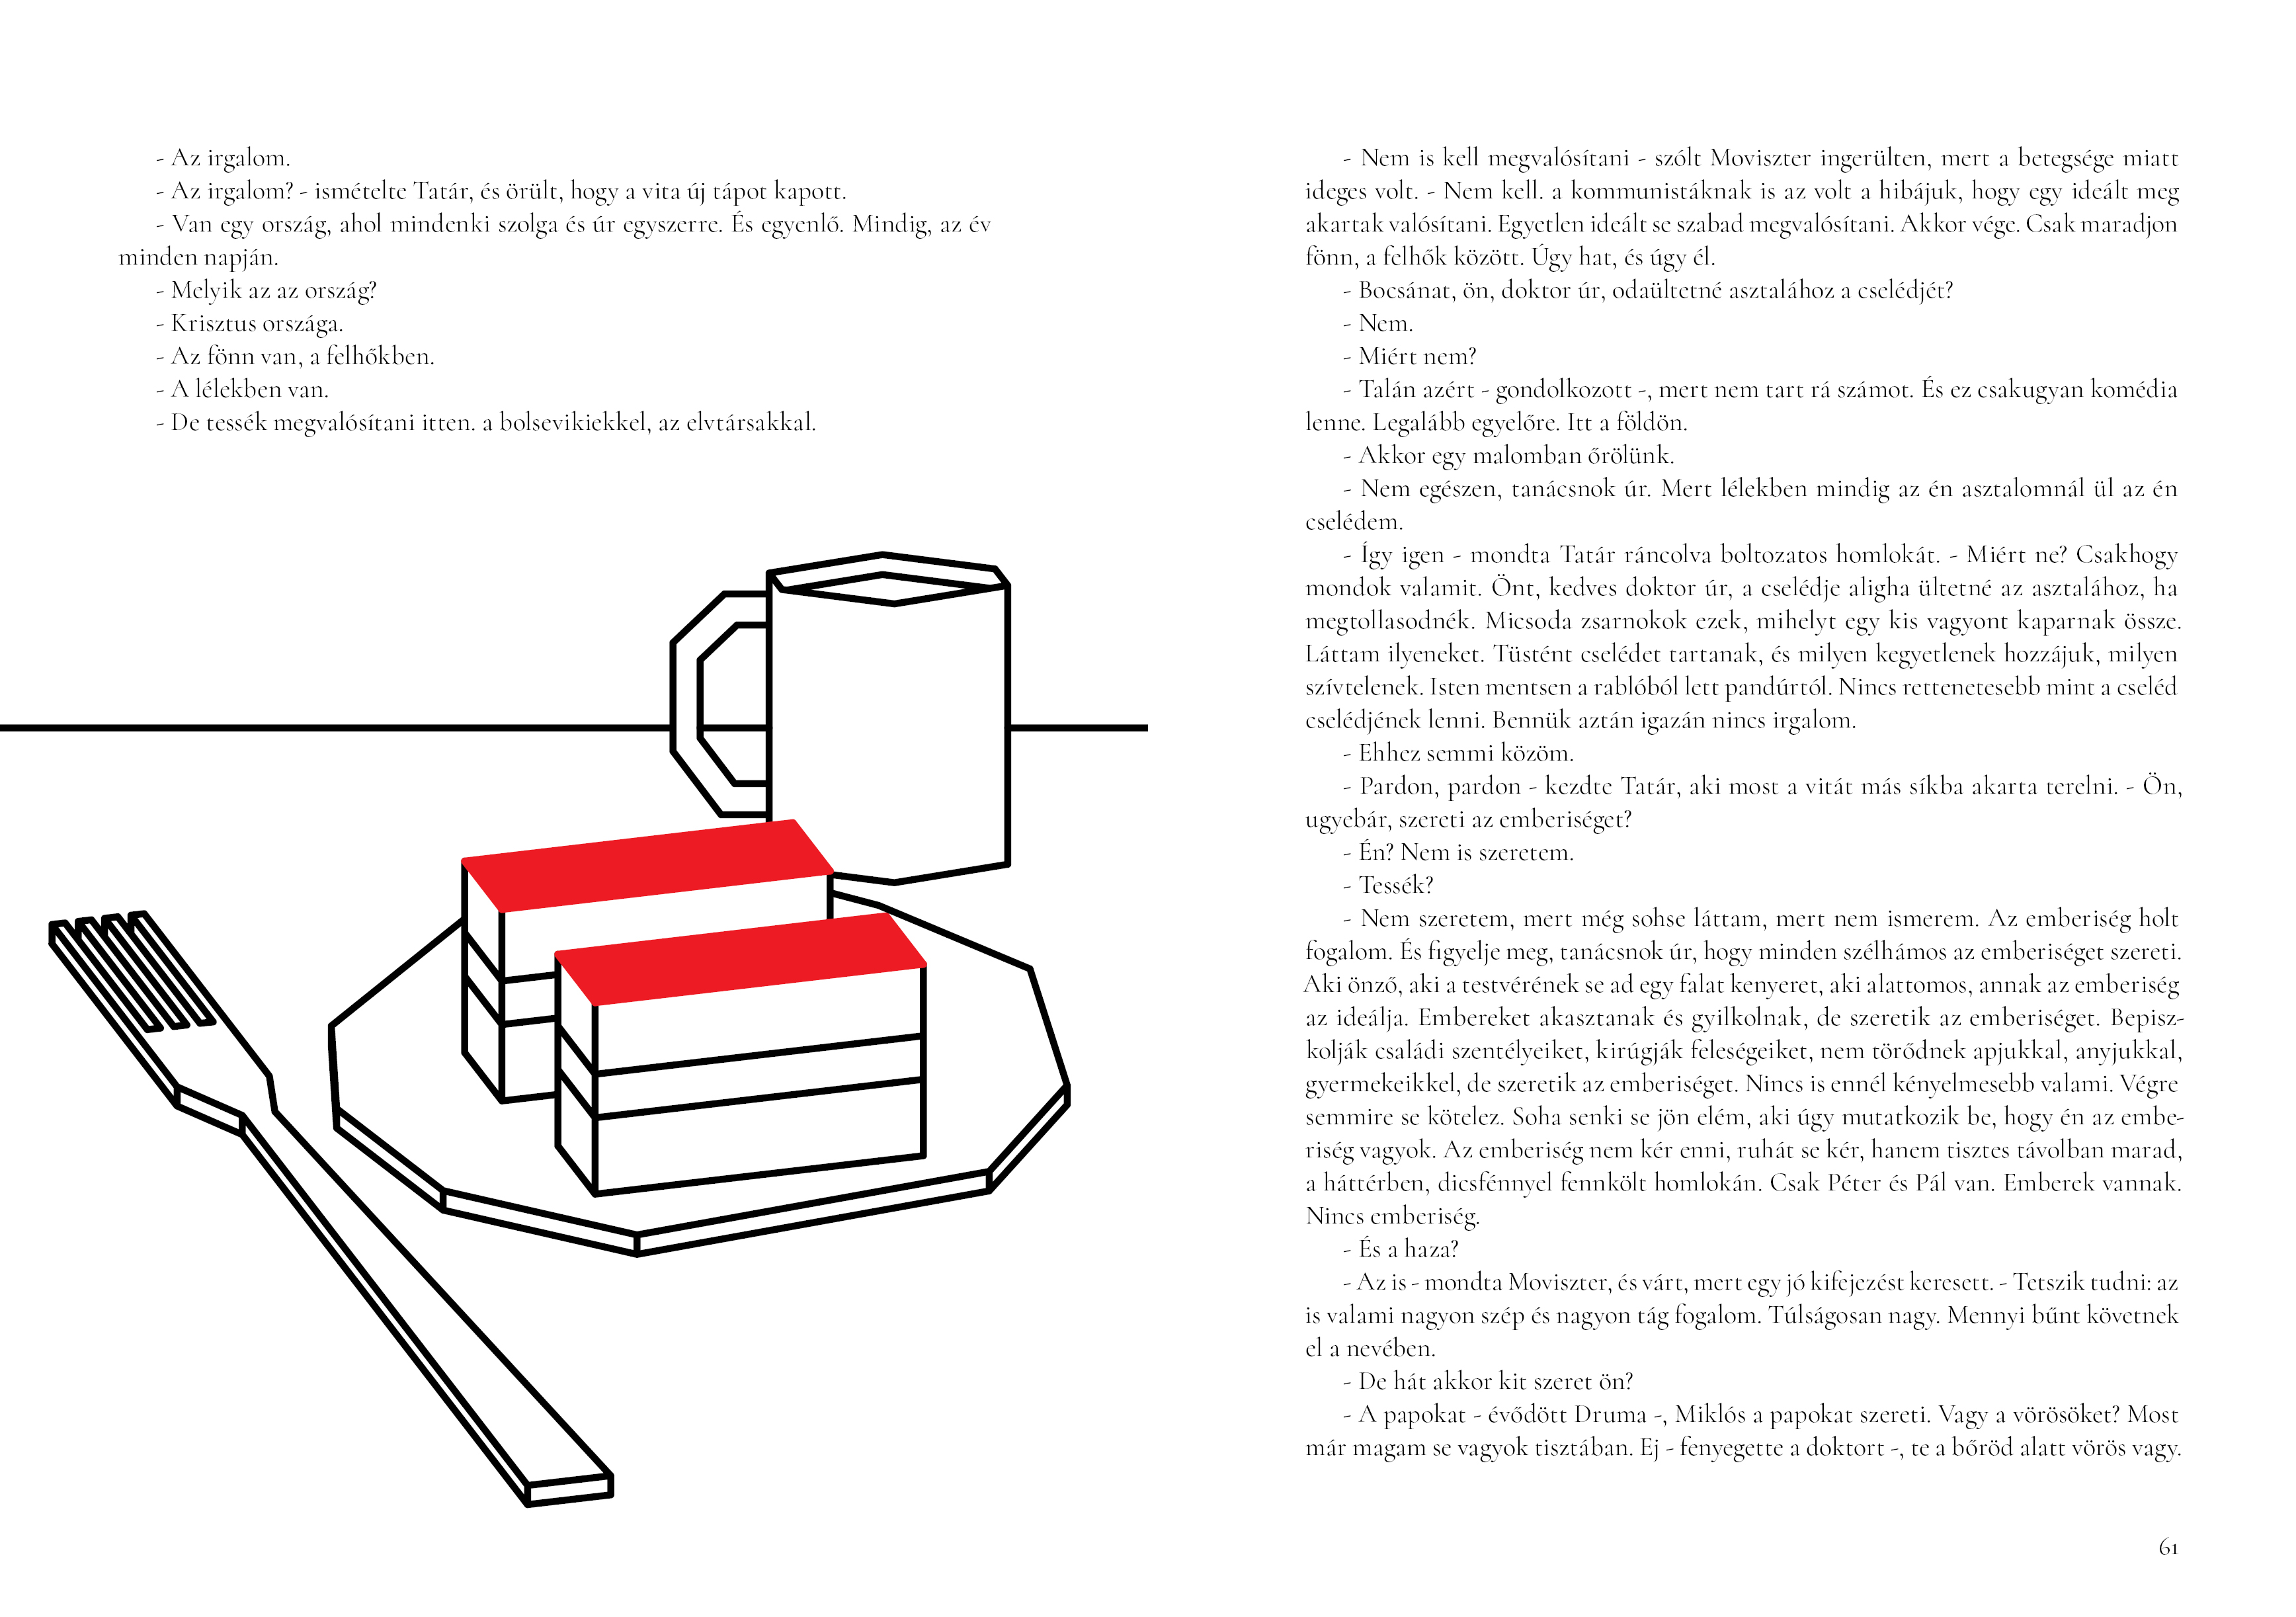 - Az irgalom.
- Az irgalom? - ismételte Tatár, és örült, hogy a vita új tápot kapott.
- Van egy ország, ahol mindenki szolga és úr egyszerre. És egyenlő. Mindig, az év
minden napján.
- Melyik az az ország?
- Krisztus országa.
- Az fönn van, a felhőkben.
- A lélekben van.
- De tessék megvalósítani itten. a bolsevikiekkel, az elvtársakkal.
- Nem is kell megvalósítani - szólt Moviszter ingerülten, mert a betegsége miatt
ideges volt. - Nem kell. a kommunistáknak is az volt a hibájuk, hogy egy ideált meg
akartak valósítani. Egyetlen ideált se szabad megvalósítani. Akkor vége. Csak maradjon
fönn, a felhők között. Úgy hat, és úgy él.
- Bocsánat, ön, doktor úr, odaültetné asztalához a cselédjét?
- Nem.
- Miért nem?
- Talán azért - gondolkozott -, mert nem tart rá számot. És ez csakugyan komédia
lenne. Legalább egyelőre. Itt a földön.
- Akkor egy malomban őrölünk.
- Nem egészen, tanácsnok úr. Mert lélekben mindig az én asztalomnál ül az én
cselédem.
- Így igen - mondta Tatár ráncolva boltozatos homlokát. - Miért ne? Csakhogy
mondok valamit. Önt, kedves doktor úr, a cselédje aligha ültetné az asztalához, ha
megtollasodnék. Micsoda zsarnokok ezek, mihelyt egy kis vagyont kaparnak össze.
Láttam ilyeneket. Tüstént cselédet tartanak, és milyen kegyetlenek hozzájuk, milyen
szívtelenek. Isten mentsen a rablóból lett pandúrtól. Nincs rettenetesebb mint a cseléd
cselédjének lenni. Bennük aztán igazán nincs irgalom.
- Ehhez semmi közöm.
- Pardon, pardon - kezdte Tatár, aki most a vitát más síkba akarta terelni. - Ön,
ugyebár, szereti az emberiséget?
- Én? Nem is szeretem.
- Tessék?
- Nem szeretem, mert még sohse láttam, mert nem ismerem. Az emberiség holt
fogalom. És figyelje meg, tanácsnok úr, hogy minden szélhámos az emberiséget szereti.
Aki önző, aki a testvérének se ad egy falat kenyeret, aki alattomos, annak az emberiség
az ideálja. Embereket akasztanak és gyilkolnak, de szeretik az emberiséget. Bepisz-
kolják családi szentélyeiket, kirúgják feleségeiket, nem törődnek apjukkal, anyjukkal,
gyermekeikkel, de szeretik az emberiséget. Nincs is ennél kényelmesebb valami. Végre
semmire se kötelez. Soha senki se jön elém, aki úgy mutatkozik be, hogy én az embe-
riség vagyok. Az emberiség nem kér enni, ruhát se kér, hanem tisztes távolban marad,
a háttérben, dicsfénnyel fennkölt homlokán. Csak Péter és Pál van. Emberek vannak.
Nincs emberiség.
- És a haza?
- Az is - mondta Moviszter, és várt, mert egy jó kifejezést keresett. - Tetszik tudni: az
is valami nagyon szép és nagyon tág fogalom. Túlságosan nagy. Mennyi bűnt követnek
el a nevében.
- De hát akkor kit szeret ön?
- A papokat - évődött Druma -, Miklós a papokat szereti. Vagy a vörösöket? Most
már magam se vagyok tisztában. Ej - fenyegette a doktort -, te a bőröd alatt vörös vagy.
61